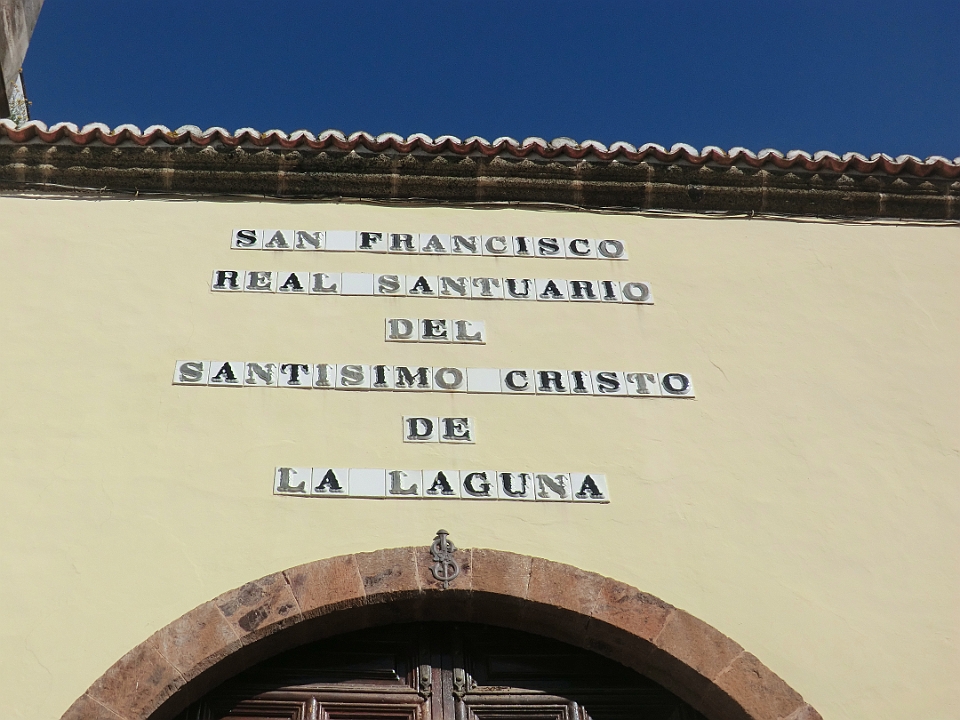 SAN FRANCISCO
REAL SANTUARIO
DEL
SANTISIMO CRISTO
DE
LA LAGUNA